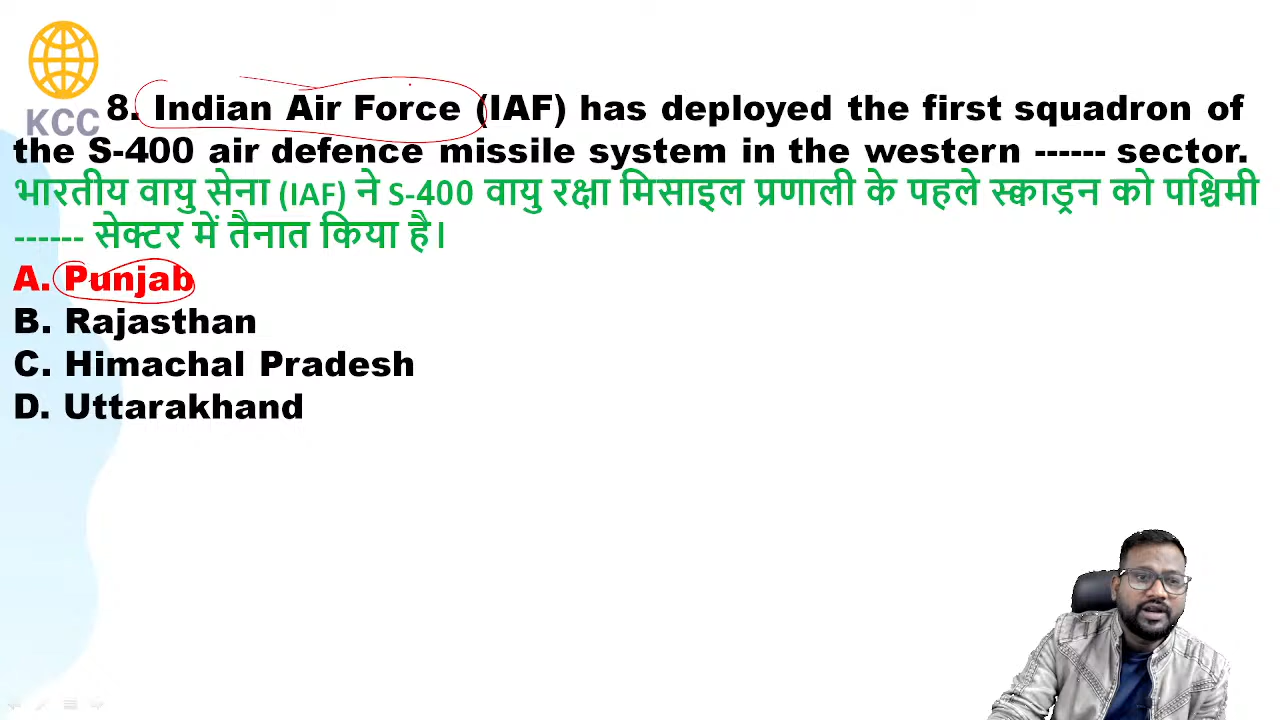 KCC
8. Indian Air Force (IAF) has deployed the first squadron of
the S-400 air defence missile system in the western ------ sector.
भारतीय वायु सेना (IAF) ने S-400 वायु रक्षा मिसाइल प्रणाली के पहले स्क्वाड्रन को पश्चिमी
------ सेक्टर में तैनात किया है।
A. Punjab
B. Rajasthan
C. Himachal Pradesh
D. Uttarakhand